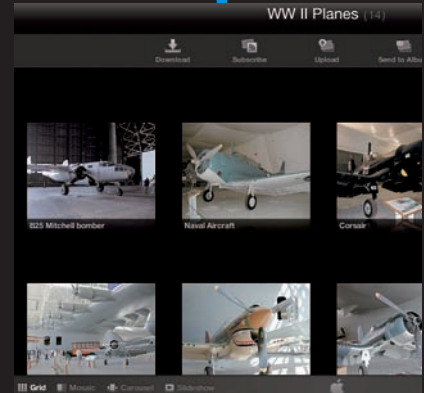 WW II Planes (14)
Download Subscribe Upload Send to Albu
B25 Mitchell bomber Naval Aircraft Corsair
Grid Mosaic Carousel Slideshow